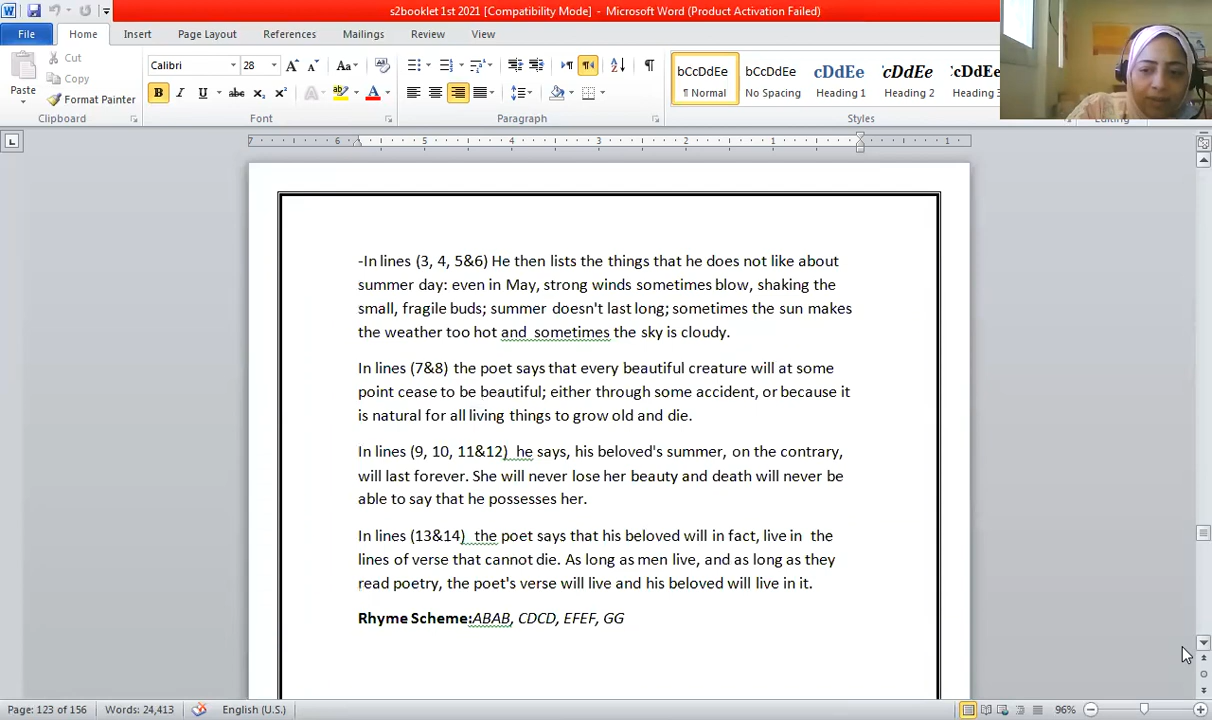 s2booklet 1st 2021 [Compatibility Mode] - Microsoft Word (Product Activation Failed)
File Home Insert Page Layout References Mailings Review View
Paste
Cut
Copy
Format Painter
Clipboard
Calibri 28
Font
Paragraph
bCcDdEe
¶ Normal
bCcDdEe
No Spacing
cDdEe
Heading 1
cDdEe
Heading 2
cDdEe
Heading 3
Styles
Editing
7 6 5 4 3 2 1 1
-In lines (3, 4, 5&6) He then lists the things that he does not like about
summer day: even in May, strong winds sometimes blow, shaking the
small, fragile buds; summer doesn't last long; sometimes the sun makes
the weather too hot and sometimes the sky is cloudy.
In lines (7&8) the poet says that every beautiful creature will at some
point cease to be beautiful; either through some accident, or because it
is natural for all living things to grow old and die.
In lines (9, 10, 11&12) he says, his beloved's summer, on the contrary,
will last forever. She will never lose her beauty and death will never be
able to say that he possesses her.
In lines (13&14) the poet says that his beloved will in fact, live in the
lines of verse that cannot die. As long as men live, and as long as they
read poetry, the poet's verse will live and his beloved will live in it.
Rhyme Scheme:ABAB, CDCD, EFEF, GG
Page: 123 of 156 Words: 24,413 English (U.S.) 96%